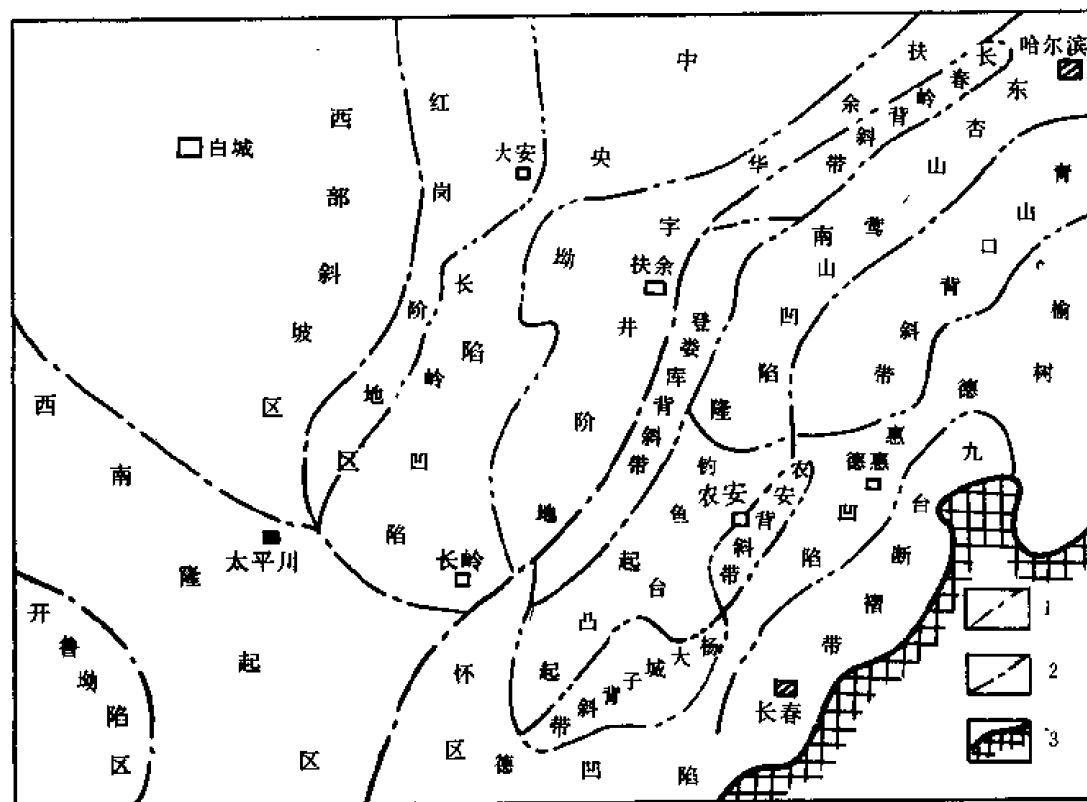 哈尔滨
白城
大安
扶余
德惠
农安
太平川
长岭
长春
西部斜坡区
红岗阶地区
中央坳陷区
长岭凹陷
扶余华字井阶地
长春岭背斜带
登娄库背斜带
东南隆起区
杏山莺山凹陷
青山口背斜带
榆树德惠凹陷
九台断褶带
钓鱼台凸起
农安背斜带
杨大城子背斜带
怀德凹陷
西南隆起区
开鲁坳陷区
1
2
3